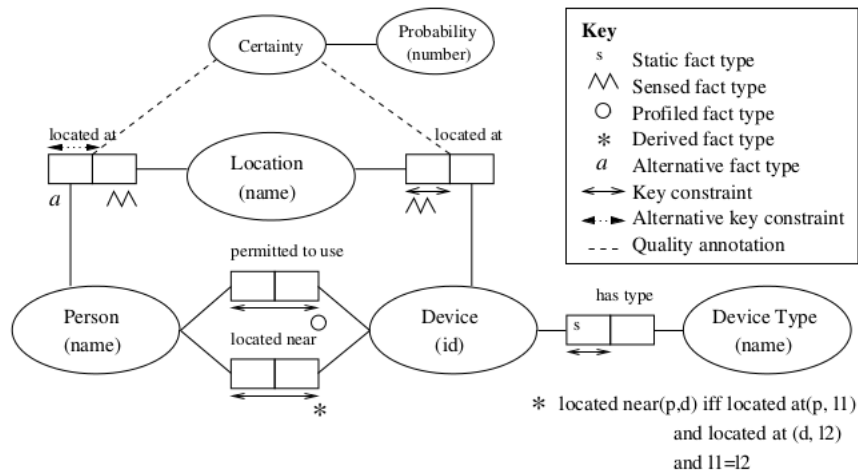 Certainty
Probability
(number)
located at
located at
Location
(name)
a
permitted to use
Person
(name)
located near
Device
(id)
has type
s
Device Type
(name)
*
Key
s Static fact type
Sensed fact type
Profiled fact type
* Derived fact type
a Alternative fact type
Key constraint
Alternative key constraint
Quality annotation
* located near(p,d) iff located at(p, l1)
and located at (d, l2)
and l1=l2